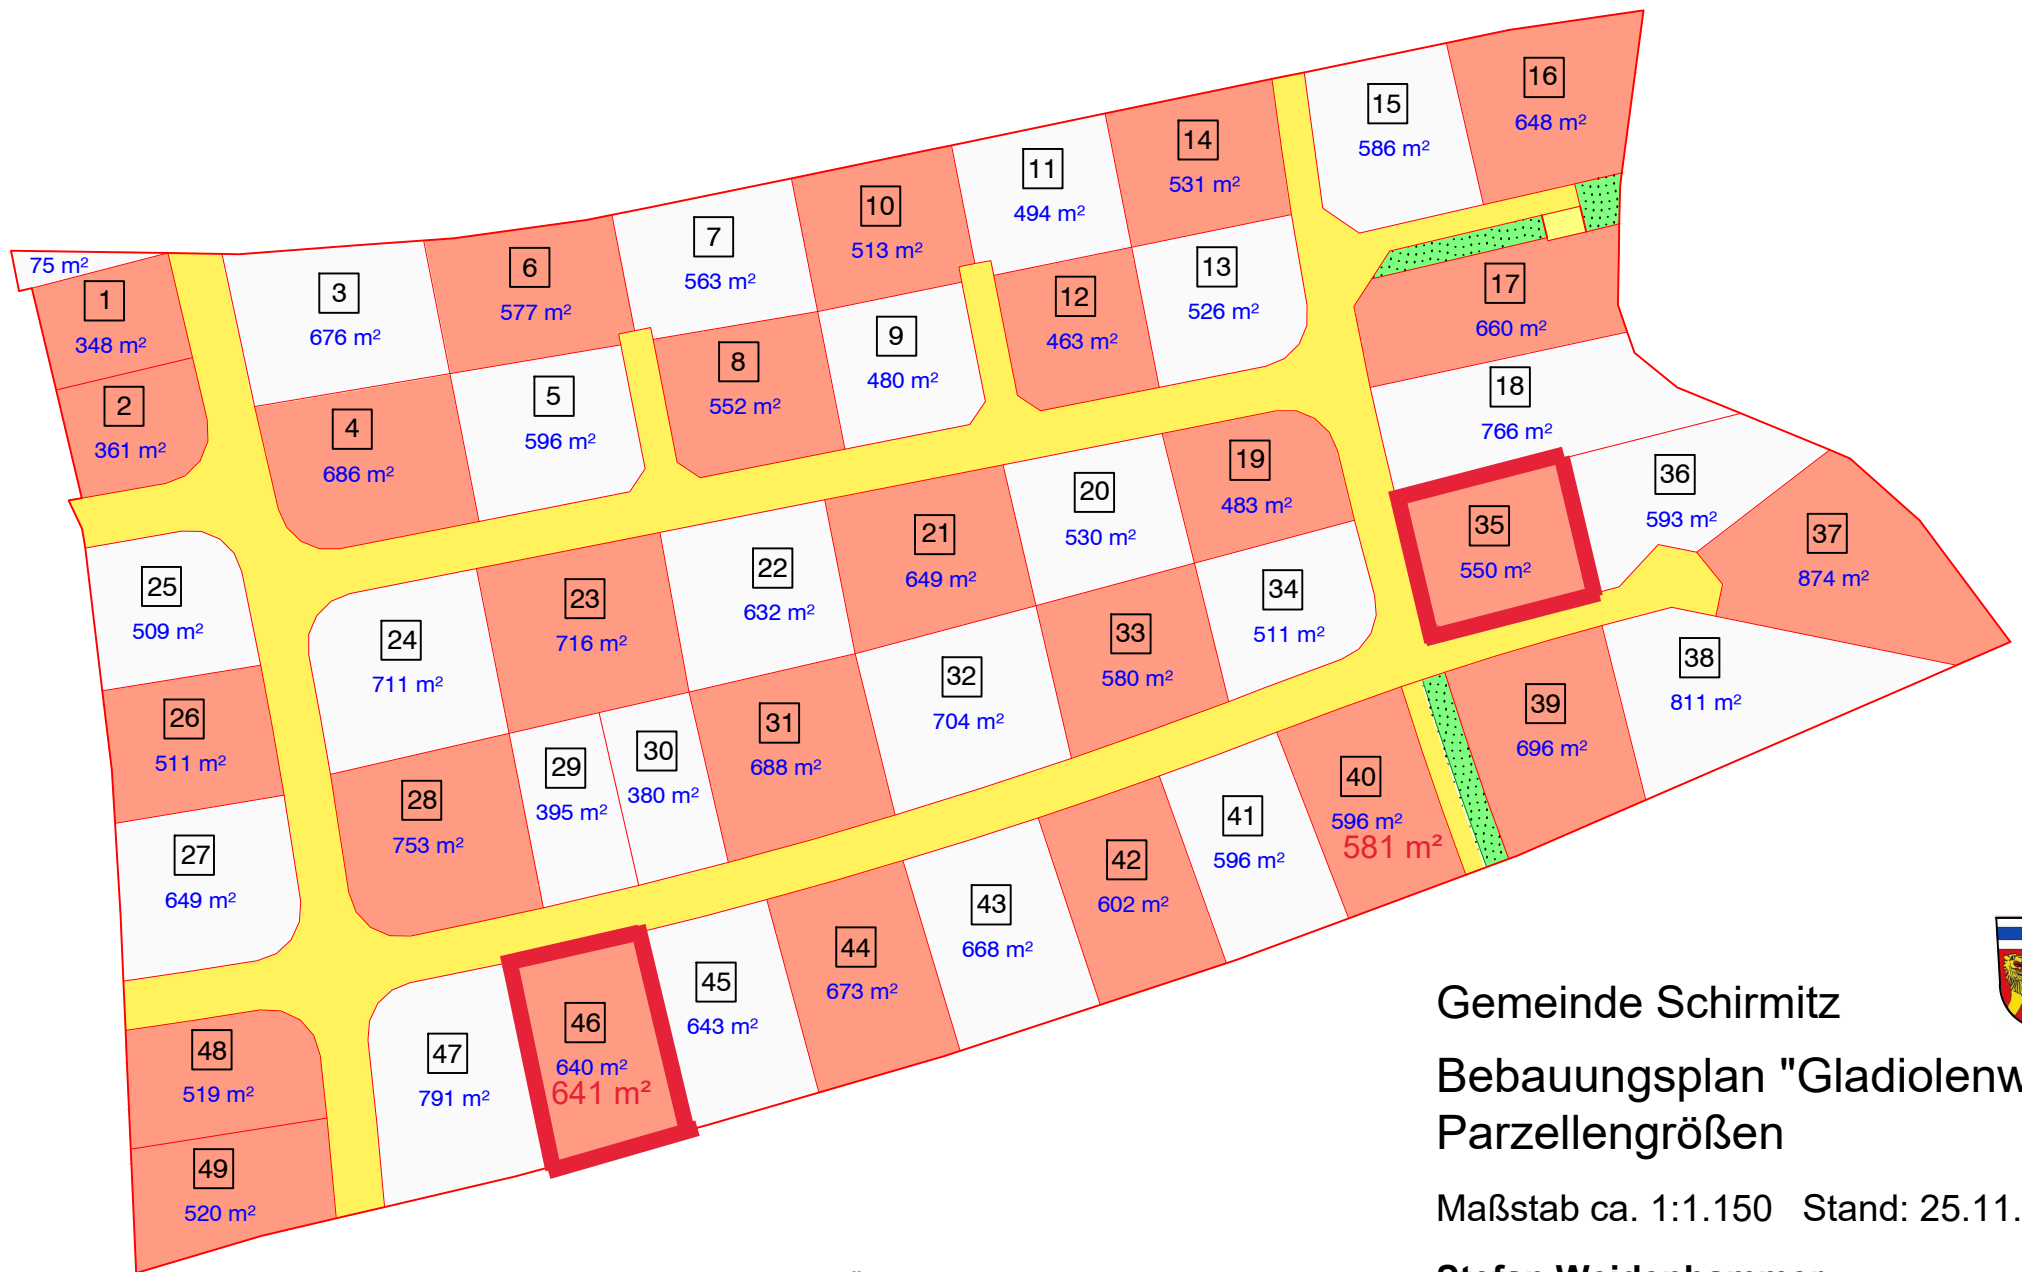 75 m²
1
348 m²
2
361 m²
3
676 m²
4
686 m²
5
596 m²
6
577 m²
7
563 m²
8
552 m²
9
480 m²
10
513 m²
11
494 m²
12
463 m²
13
526 m²
14
531 m²
15
586 m²
16
648 m²
17
660 m²
18
766 m²
19
483 m²
20
530 m²
21
649 m²
22
632 m²
23
716 m²
24
711 m²
25
509 m²
26
511 m²
27
649 m²
28
753 m²
29
395 m²
30
380 m²
31
688 m²
32
704 m²
33
580 m²
34
511 m²
35
550 m²
36
593 m²
37
874 m²
38
811 m²
39
696 m²
40
596 m²
581 m²
41
596 m²
42
602 m²
43
668 m²
44
673 m²
45
643 m²
46
640 m²
641 m²
47
791 m²
48
519 m²
49
520 m²
Gemeinde Schirmitz
Bebauungsplan "Gladiolenw
Parzellengrößen
Maßstab ca. 1:1.150 Stand: 25.11.
Stefan Weidenhammer